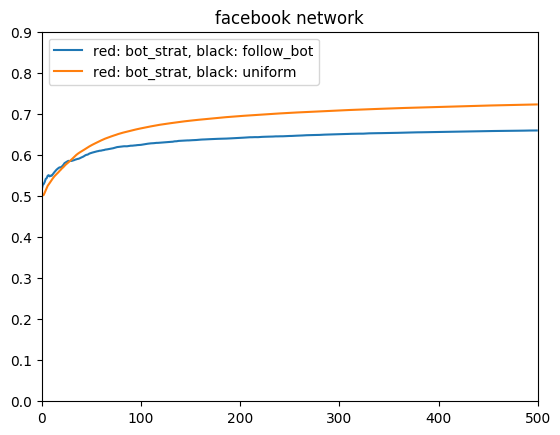 facebook network
0.9
red: bot_strat, black: follow_bot
red: bot_strat, black: uniform
0.8
0.7
0.6
0.5
0.4
0.3
0.2
0.1
0.0
0 100 200 300 400 500